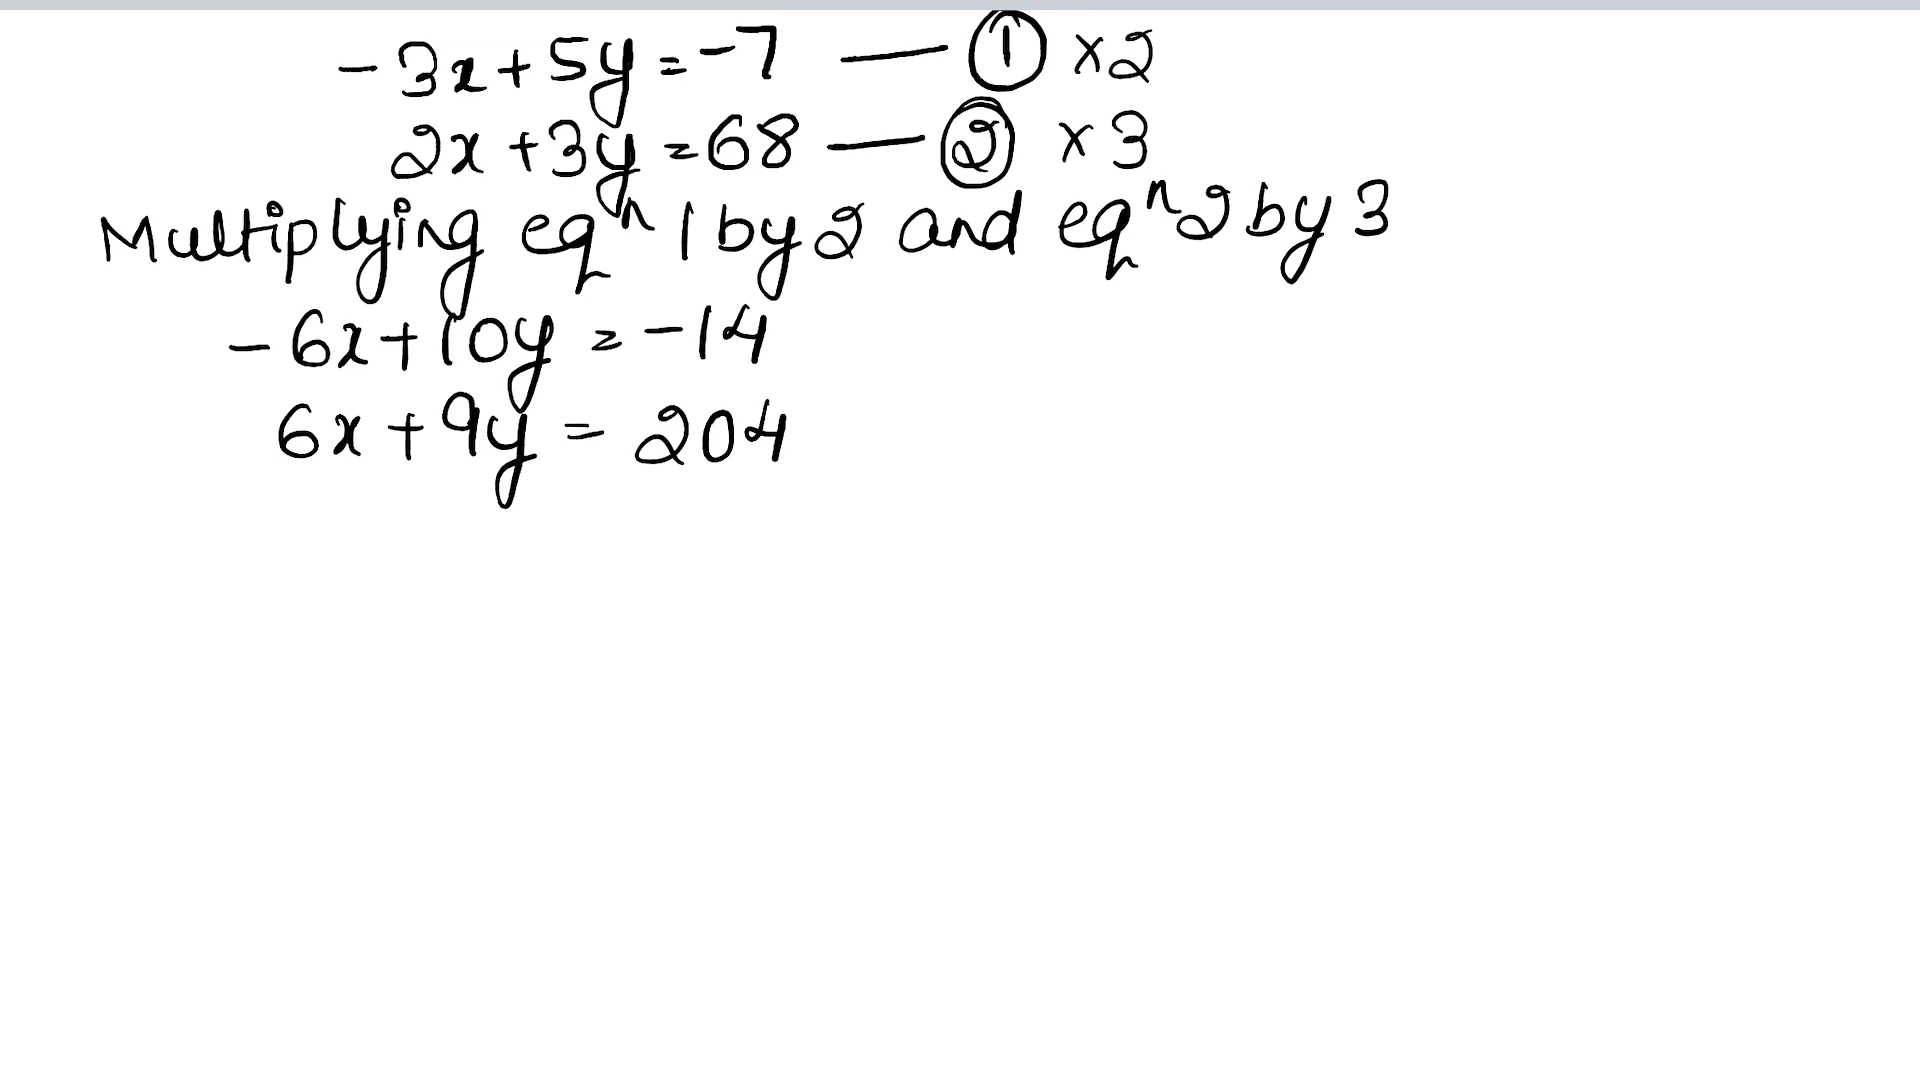 -3x+5y=-7 — ① ×2
2x+3y=68 — ② ×3
Multiplying eqⁿ 1 by 2 and eqⁿ 2 by 3
-6x+10y=-14
6x+9y=204